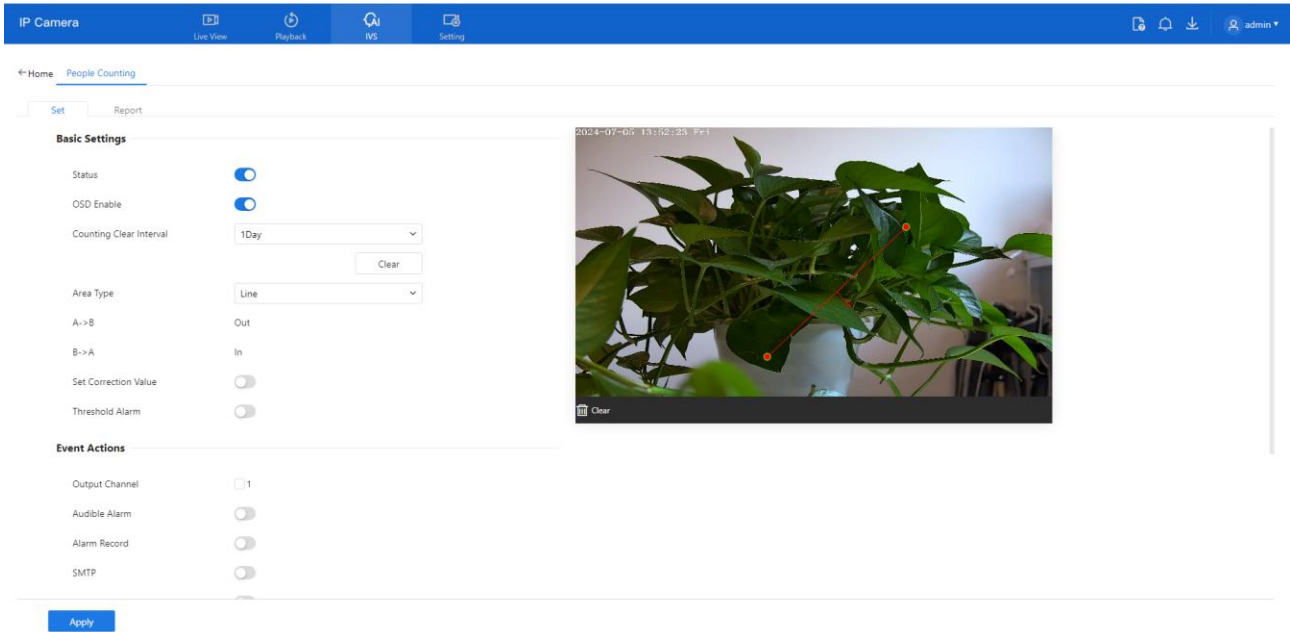 IP Camera
Live View
Playback
AI
IVS
Setting
admin
←Home People Counting
Set Report
Basic Settings
2024-07-05 13:52:23 Fri
Status
OSD Enable
Counting Clear Interval 1Day
Clear
Area Type Line
A->B Out
B->A In
Set Correction Value
Threshold Alarm
Clear
Event Actions
Output Channel 1
Audible Alarm
Alarm Record
SMTP
Apply